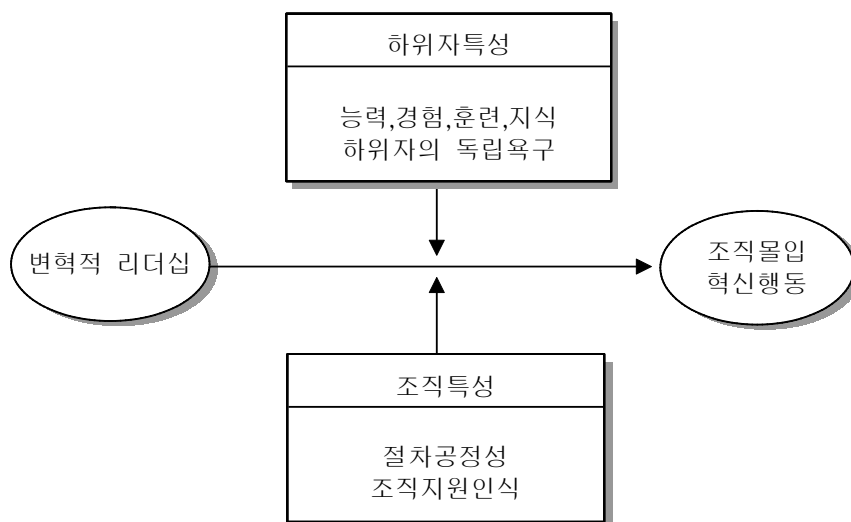 하위자특성
능력,경험,훈련,지식
하위자의 독립욕구
변혁적 리더십
조직몰입
혁신행동
조직특성
절차공정성
조직지원인식